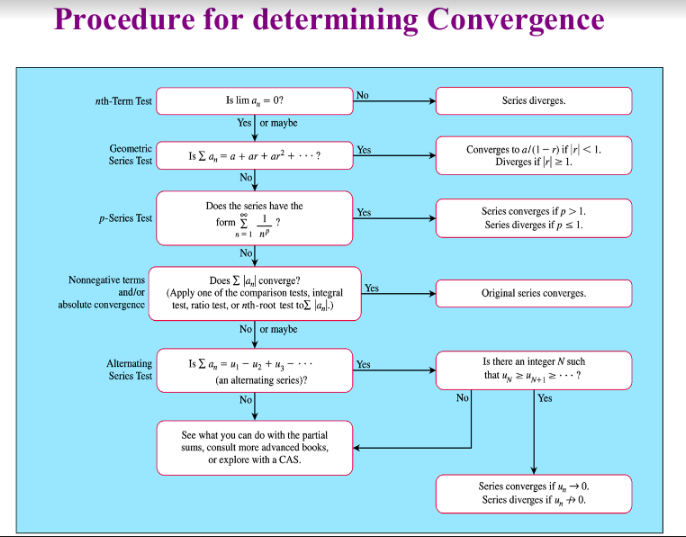 Procedure for determining Convergence
nth-Term Test
Is lim aₙ = 0?
No
Series diverges.
Yes or maybe
Geometric
Series Test
Is Σ aₙ = a + ar + ar² + ··· ?
Yes
Converges to a/(1 − r) if |r| < 1.
Diverges if |r| ≥ 1.
No
p-Series Test
Does the series have the
form Σ_{n=1}^{∞} 1/nᵖ ?
Yes
Series converges if p > 1.
Series diverges if p ≤ 1.
No
Nonnegative terms
and/or
absolute convergence
Does Σ |aₙ| converge?
(Apply one of the comparison tests, integral
test, ratio test, or nth-root test to Σ |aₙ|.)
Yes
Original series converges.
No or maybe
Alternating
Series Test
Is Σ aₙ = u₁ − u₂ + u₃ − ···
(an alternating series)?
Yes
Is there an integer N such
that u_N ≥ u_{N+1} ≥ ··· ?
No
No
Yes
See what you can do with the partial
sums, consult more advanced books,
or explore with a CAS.
Series converges if uₙ → 0.
Series diverges if uₙ ↛ 0.